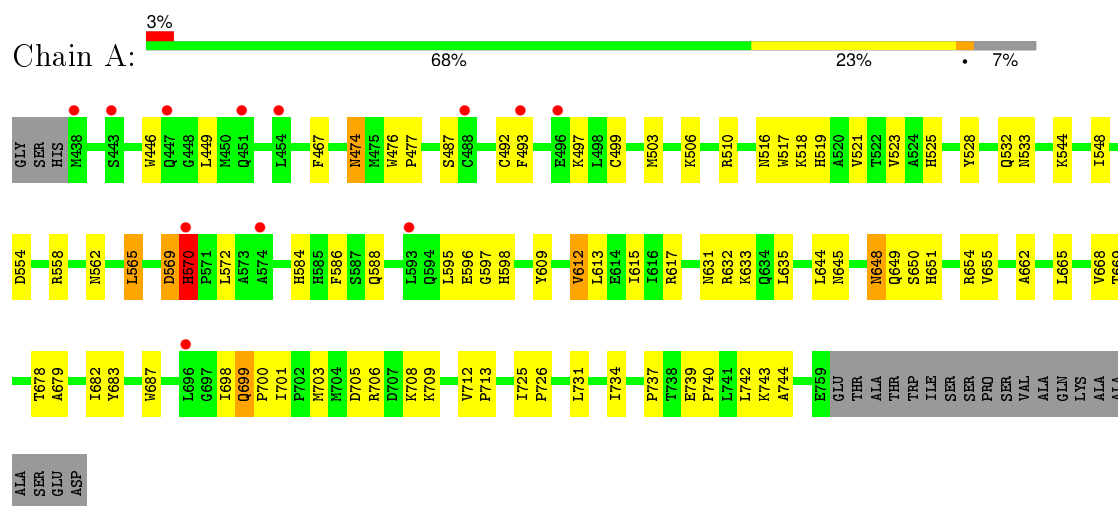 3%
Chain A:
68% 23% • 7%
GLY SER HIS M438 S443 W446 Q447 G448 L449 M450 Q451 L454 F467 N474 M475 W476 P477 S487 C488 C492 F493 E496 K497 L498 C499 M503 K506 R510 N516 W517 K518 H519 A520 V521 T522 V523 A524 H525 Y528 Q532 N533 K544 I548
D554 R558 N562 L565 D569 H570 P571 L572 A573 A574 H584 H585 F586 S587 Q588 L593 Q594 L595 E596 G597 H598 Y609 V612 L613 E614 I615 I616 R617 N631 R632 K633 Q634 L635 L644 N645 N648 Q649 S650 H651 R654 V655 A662 L665 V668 T669
T678 A679 I682 Y683 W687 L696 G697 I698 Q699 P700 I701 P702 M703 M704 D705 R706 D707 K708 K709 V712 P713 I725 P726 L731 I734 P737 T738 E739 P740 L741 L742 K743 A744 E759 GLU THR ALA THR TRP ILE SER SER PRO SER VAL ALA GLN LYS ALA ALA
ALA SER GLU ASP